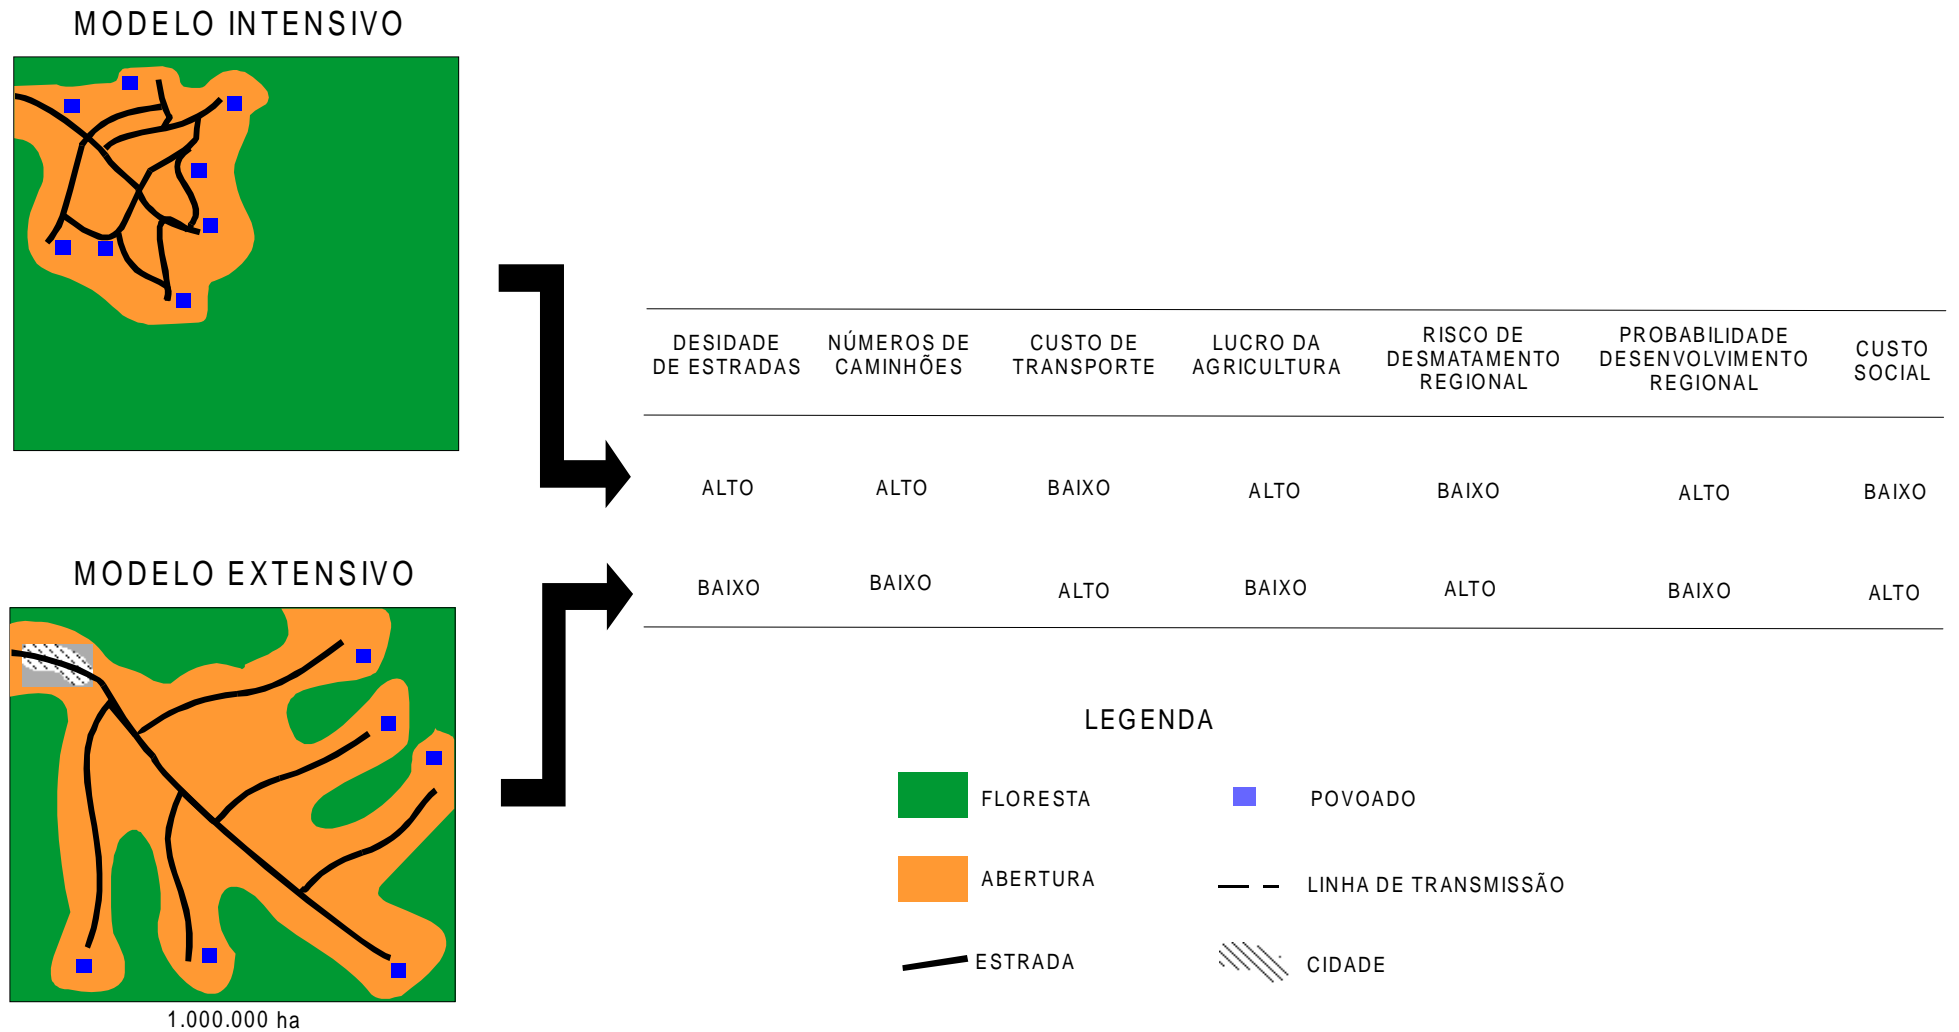 MODELO INTENSIVO
DESIDADE
DE ESTRADAS
NÚMEROS DE
CAMINHÕES
CUSTO DE
TRANSPORTE
LUCRO DA
AGRICULTURA
RISCO DE
DESMATAMENTO
REGIONAL
PROBABILIDADE
DESENVOLVIMENTO
REGIONAL
CUSTO
SOCIAL
ALTO ALTO BAIXO ALTO BAIXO ALTO BAIXO
MODELO EXTENSIVO
BAIXO BAIXO ALTO BAIXO ALTO BAIXO ALTO
1.000.000 ha
LEGENDA
FLORESTA
ABERTURA
ESTRADA
POVOADO
LINHA DE TRANSMISSÃO
CIDADE